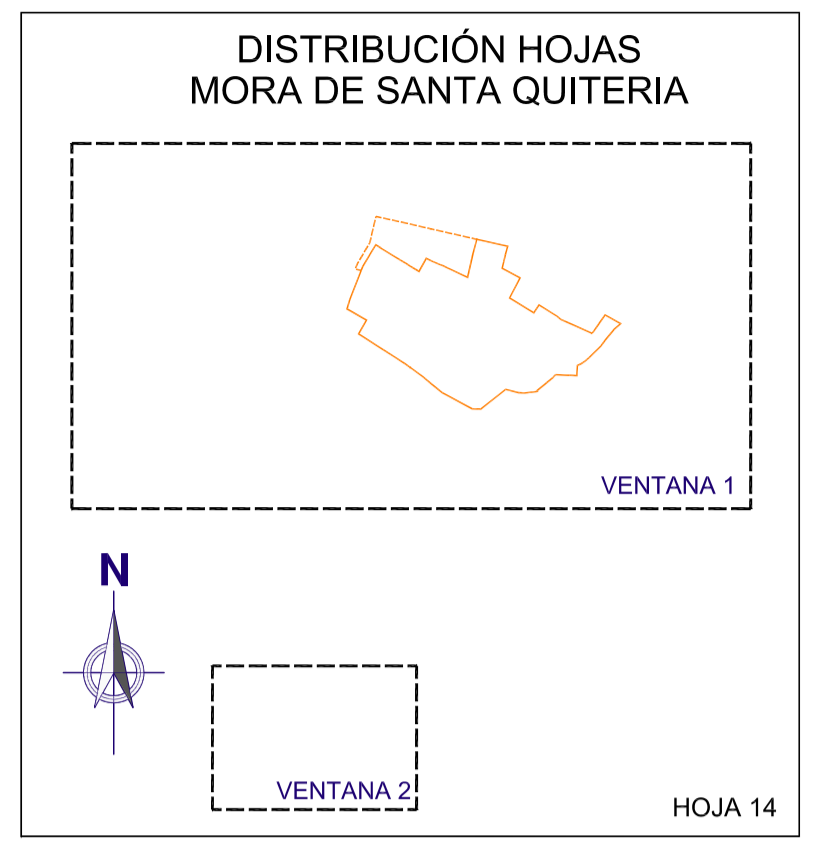 DISTRIBUCIÓN HOJAS
MORA DE SANTA QUITERIA
VENTANA 1
N
VENTANA 2
HOJA 14